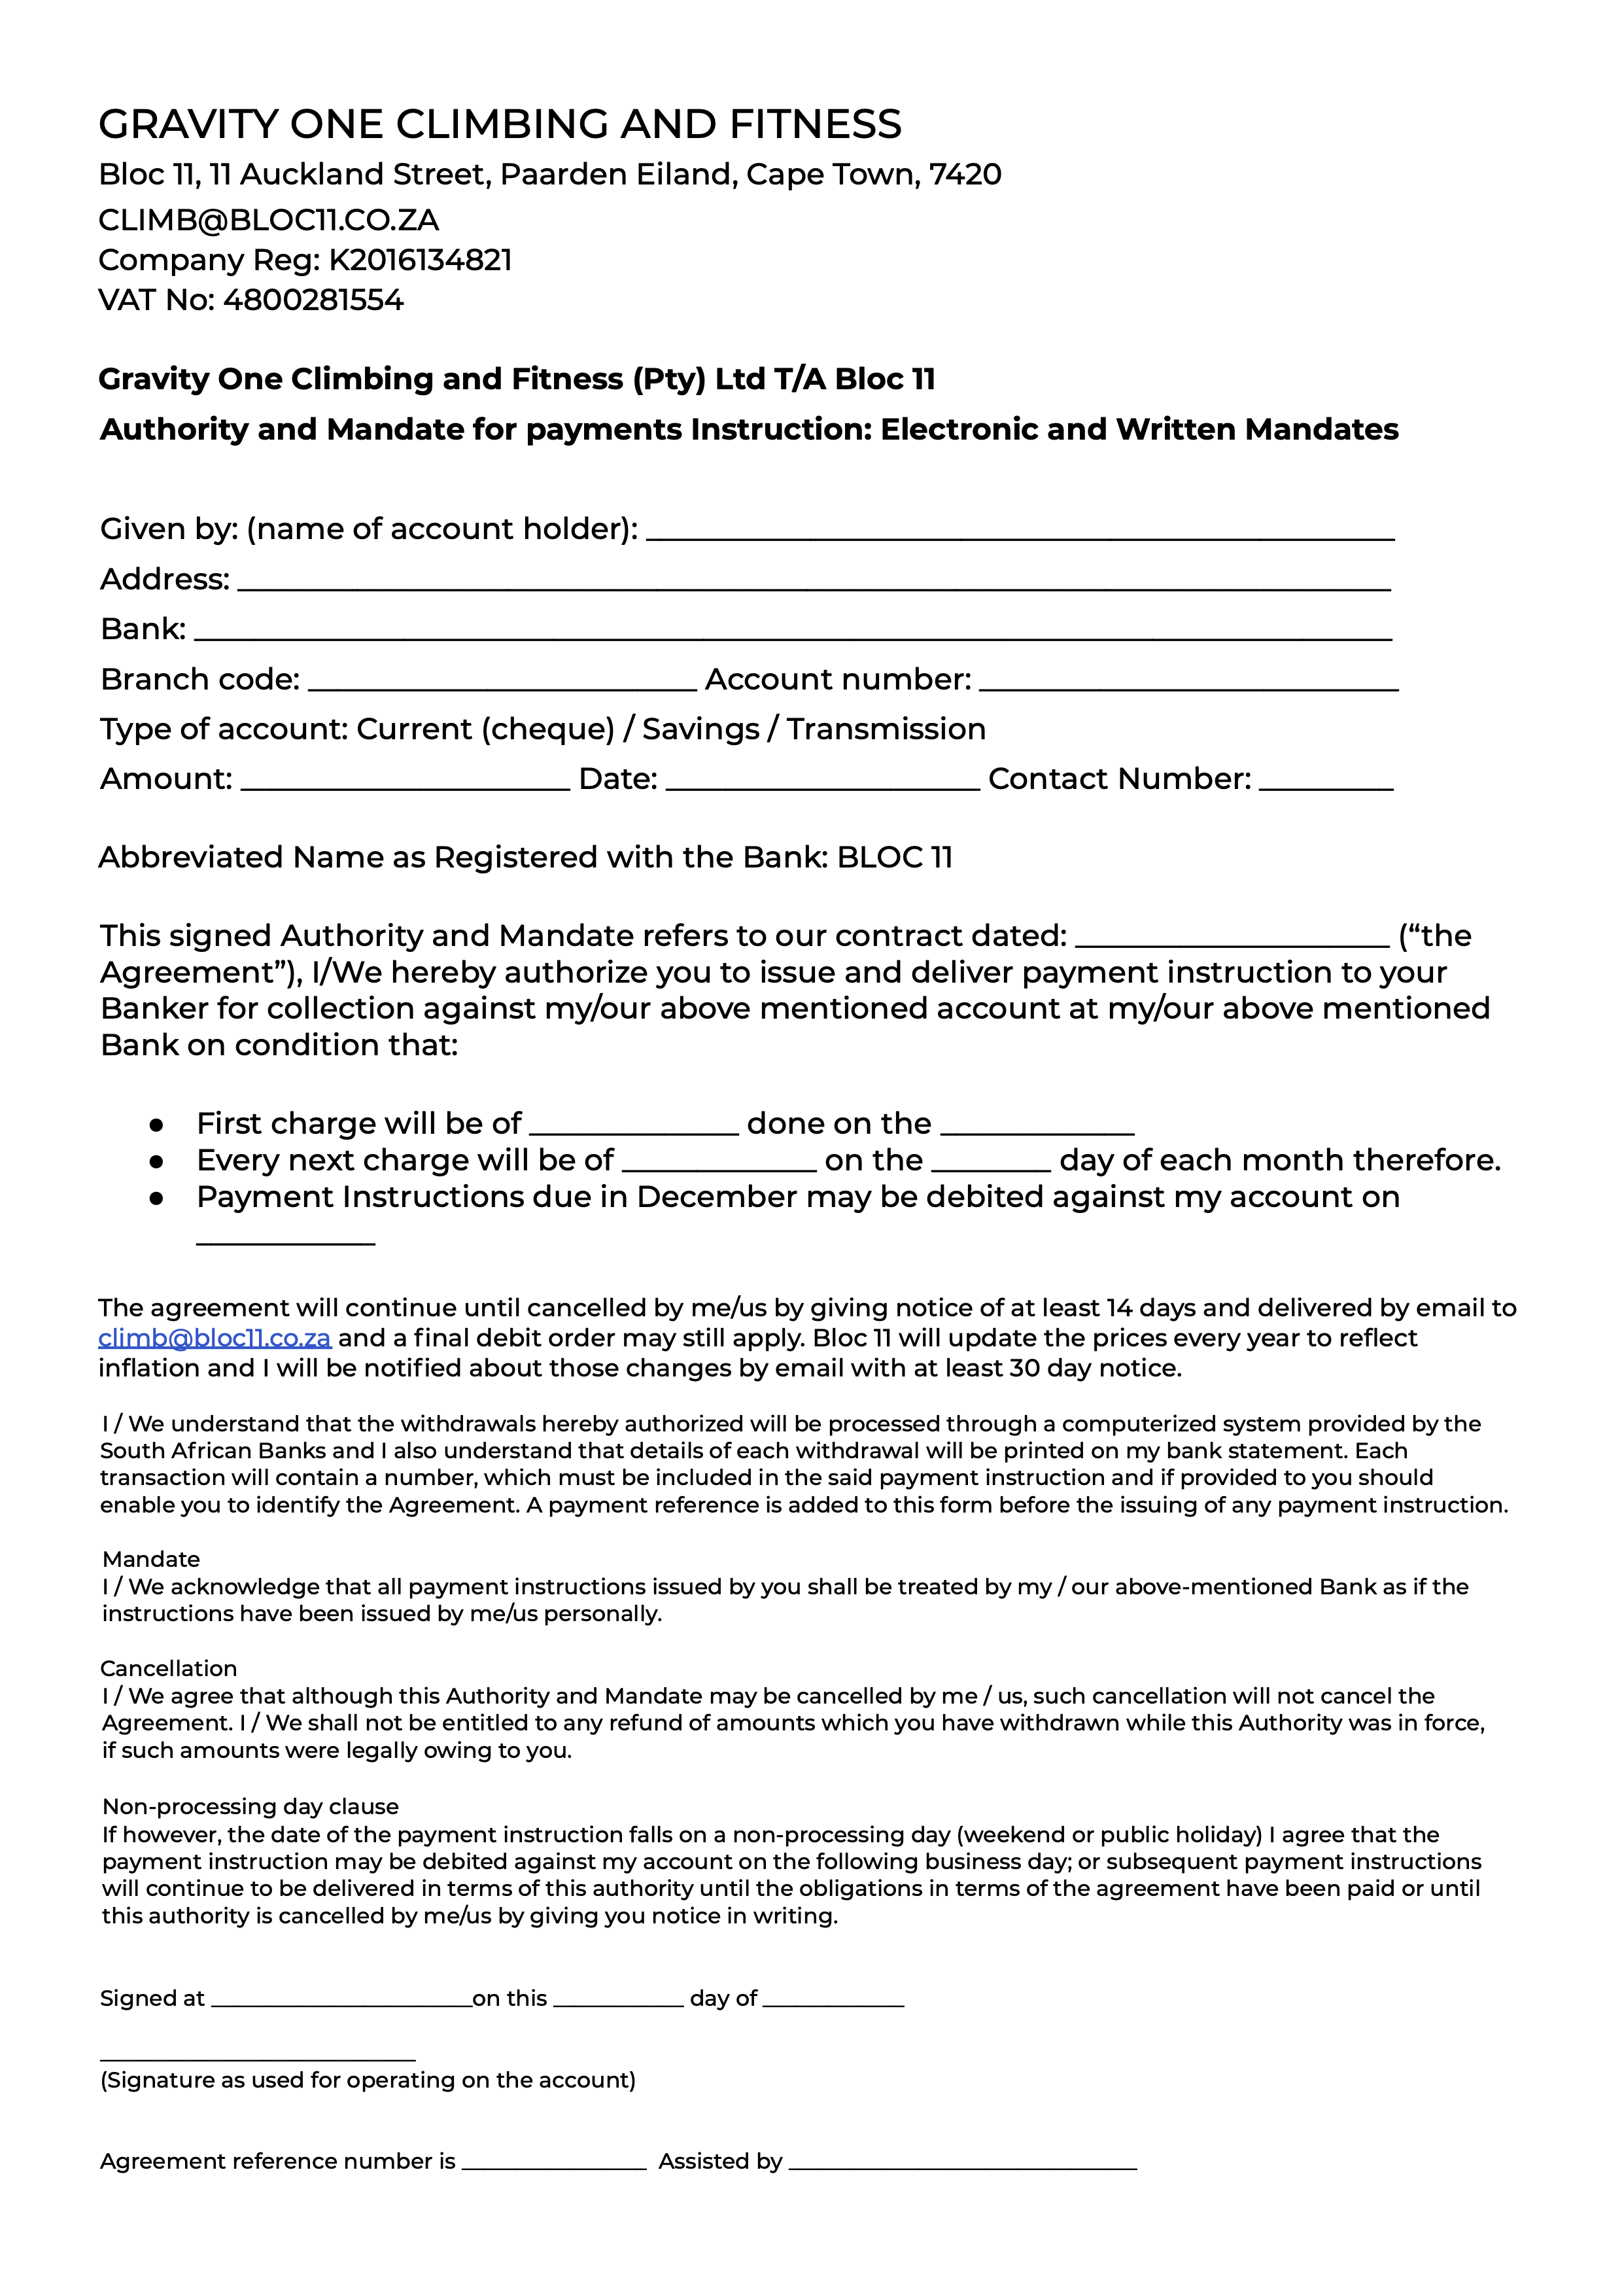 GRAVITY ONE CLIMBING AND FITNESS
Bloc 11, 11 Auckland Street, Paarden Eiland, Cape Town, 7420
CLIMB@BLOC11.CO.ZA
Company Reg: K2016134821
VAT No: 4800281554
Gravity One Climbing and Fitness (Pty) Ltd T/A Bloc 11
Authority and Mandate for payments Instruction: Electronic and Written Mandates
Given by: (name of account holder): ____________________
Address: ____________________
Bank: ____________________
Branch code: ____________________ Account number: ____________________
Type of account: Current (cheque) / Savings / Transmission
Amount: ____________________ Date: ____________________ Contact Number: _________
Abbreviated Name as Registered with the Bank: BLOC 11
This signed Authority and Mandate refers to our contract dated: ____________________ (“the
Agreement”), I/We hereby authorize you to issue and deliver payment instruction to your
Banker for collection against my/our above mentioned account at my/our above mentioned
Bank on condition that:
● First charge will be of ______________ done on the _____________
● Every next charge will be of _____________ on the ________ day of each month therefore.
● Payment Instructions due in December may be debited against my account on
____________
The agreement will continue until cancelled by me/us by giving notice of at least 14 days and delivered by email to
climb@bloc11.co.za and a final debit order may still apply. Bloc 11 will update the prices every year to reflect
inflation and I will be notified about those changes by email with at least 30 day notice.
I / We understand that the withdrawals hereby authorized will be processed through a computerized system provided by the
South African Banks and I also understand that details of each withdrawal will be printed on my bank statement. Each
transaction will contain a number, which must be included in the said payment instruction and if provided to you should
enable you to identify the Agreement. A payment reference is added to this form before the issuing of any payment instruction.
Mandate
I / We acknowledge that all payment instructions issued by you shall be treated by my / our above-mentioned Bank as if the
instructions have been issued by me/us personally.
Cancellation
I / We agree that although this Authority and Mandate may be cancelled by me / us, such cancellation will not cancel the
Agreement. I / We shall not be entitled to any refund of amounts which you have withdrawn while this Authority was in force,
if such amounts were legally owing to you.
Non-processing day clause
If however, the date of the payment instruction falls on a non-processing day (weekend or public holiday) I agree that the
payment instruction may be debited against my account on the following business day; or subsequent payment instructions
will continue to be delivered in terms of this authority until the obligations in terms of the agreement have been paid or until
this authority is cancelled by me/us by giving you notice in writing.
Signed at ________________________on this ____________ day of _____________
_____________________________
(Signature as used for operating on the account)
Agreement reference number is _________________ Assisted by ________________________________